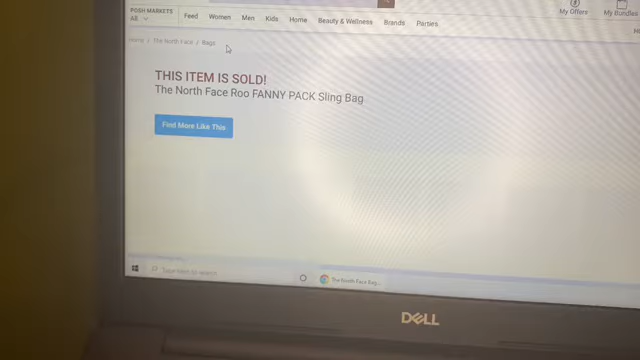 POSH MARKETS
All
Feed Women Men Kids Home Beauty & Wellness Brands Parties
My Offers My Bundles
Home / The North Face / Bags
THIS ITEM IS SOLD!
The North Face Roo FANNY PACK Sling Bag
Find More Like This
Type here to search
The North Face Bag...
DELL